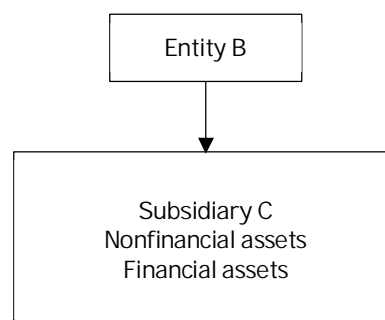 Entity B
Subsidiary C
Nonfinancial assets
Financial assets